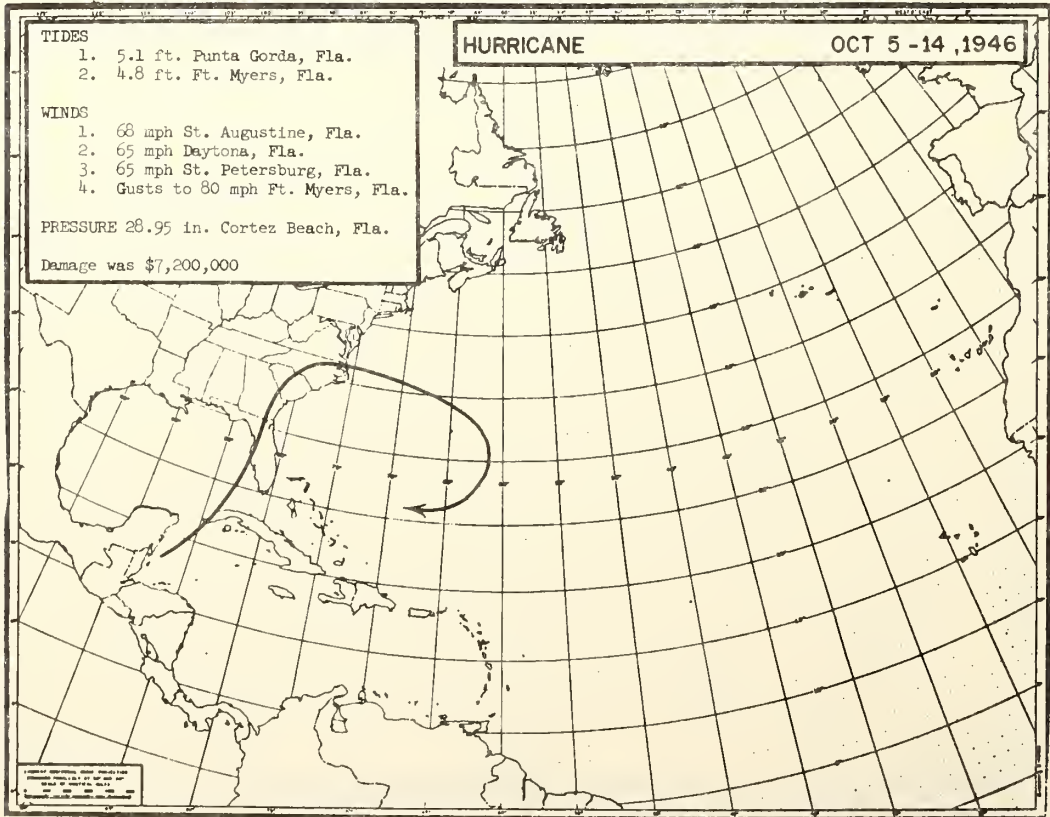 TIDES
1. 5.1 ft. Punta Gorda, Fla.
2. 4.8 ft. Ft. Myers, Fla.
WINDS
1. 68 mph St. Augustine, Fla.
2. 65 mph Daytona, Fla.
3. 65 mph St. Petersburg, Fla.
4. Gusts to 80 mph Ft. Myers, Fla.
PRESSURE 28.95 in. Cortez Beach, Fla.
Damage was $7,200,000
HURRICANE OCT 5-14,1946